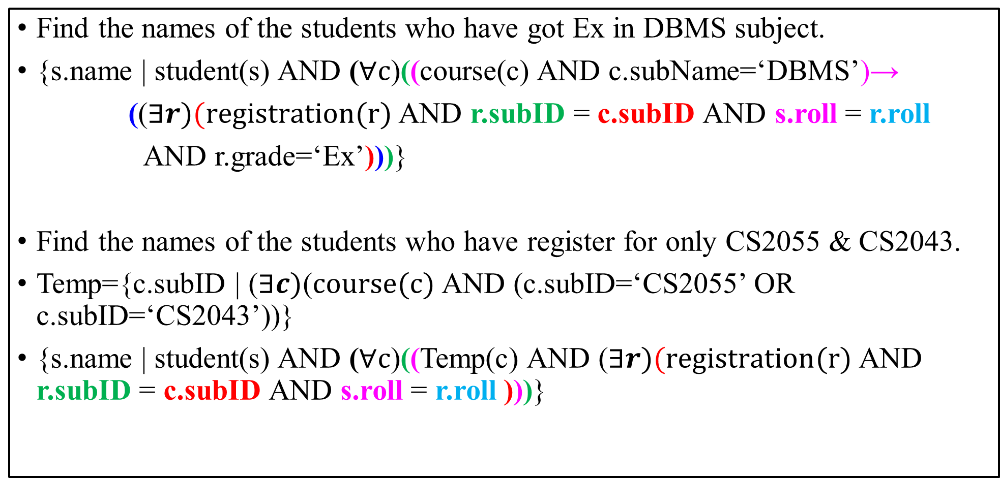 • Find the names of the students who have got Ex in DBMS subject.
• {s.name | student(s) AND (∀c)((course(c) AND c.subName=‘DBMS’)→
((∃r)(registration(r) AND r.subID = c.subID AND s.roll = r.roll
AND r.grade=‘Ex’)))}
• Find the names of the students who have register for only CS2055 & CS2043.
• Temp={c.subID | (∃c)(course(c) AND (c.subID=‘CS2055’ OR
c.subID=‘CS2043’))}
• {s.name | student(s) AND (∀c)((Temp(c) AND (∃r)(registration(r) AND
r.subID = c.subID AND s.roll = r.roll )))}